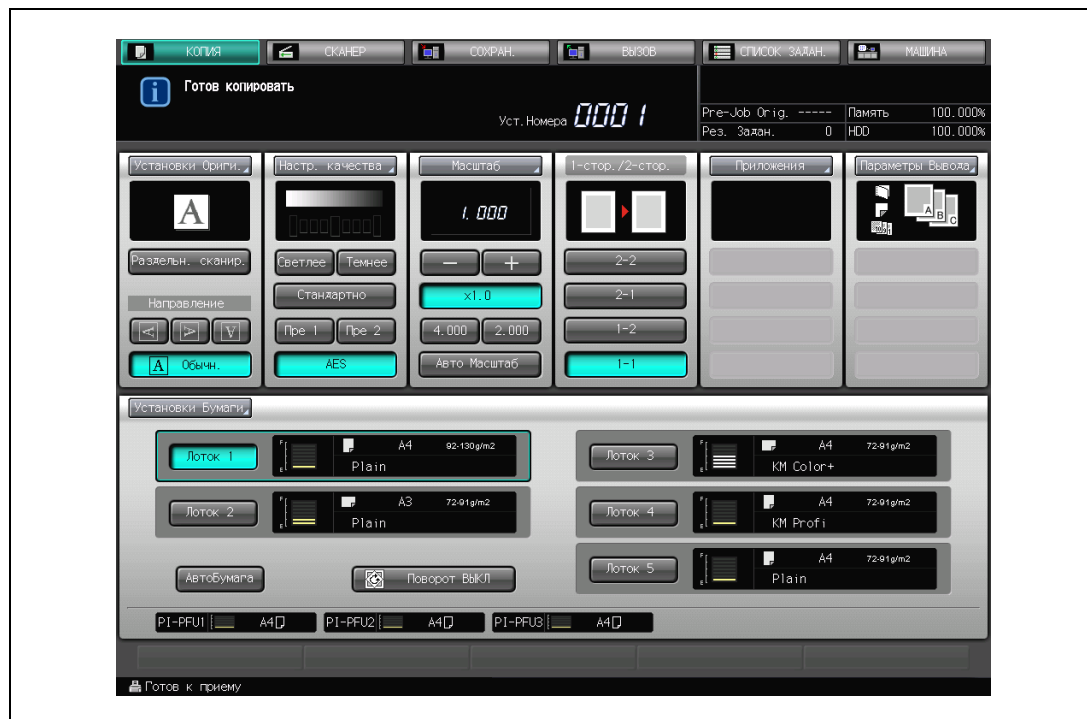 КОПИЯ СКАНЕР СОХРАН. ВЫЗОВ СПИСОК ЗАДАН. МАШИНА
Готов копировать
Уст.Номера 0001
Pre-Job Orig. ----- Память 100.000%
Рез. Задан. 0 HDD 100.000%
Установки Ориги. Настр. качества Масштаб 1-стор./2-стор. Приложения Параметры Вывода
A 1.000 A B C
Раздельн. сканир. Светлее Темнее − + 2-2
Направление Стандартно x1.0 2-1
A A A Пре 1 Пре 2 4.000 2.000 1-2
A Обычн. AES Авто Масштаб 1-1
Установки Бумаги
Лоток 1 F E A4 92-130g/m2 Plain
Лоток 2 F E A3 72-91g/m2 Plain
Лоток 3 F E A4 72-91g/m2 KM Color+
Лоток 4 F E A4 72-91g/m2 KM Profi
Лоток 5 F E A4 72-91g/m2 Plain
АвтоБумага Поворот ВЫКЛ
PI-PFU1 A4 PI-PFU2 A4 PI-PFU3 A4
Готов к приему